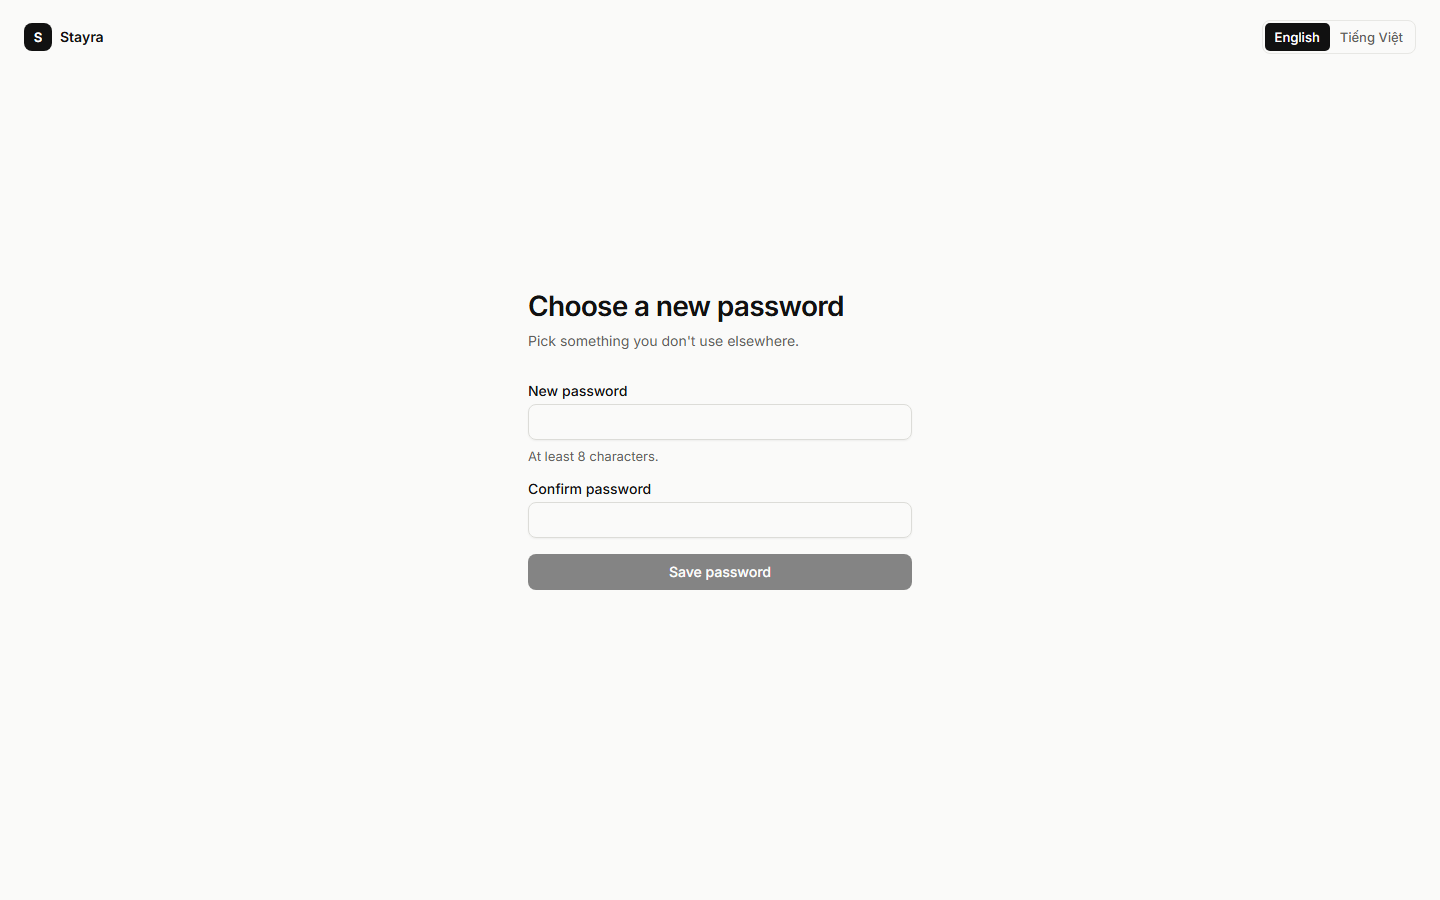 S Stayra
English Tiếng Việt
Choose a new password
Pick something you don't use elsewhere.
New password
At least 8 characters.
Confirm password
Save password